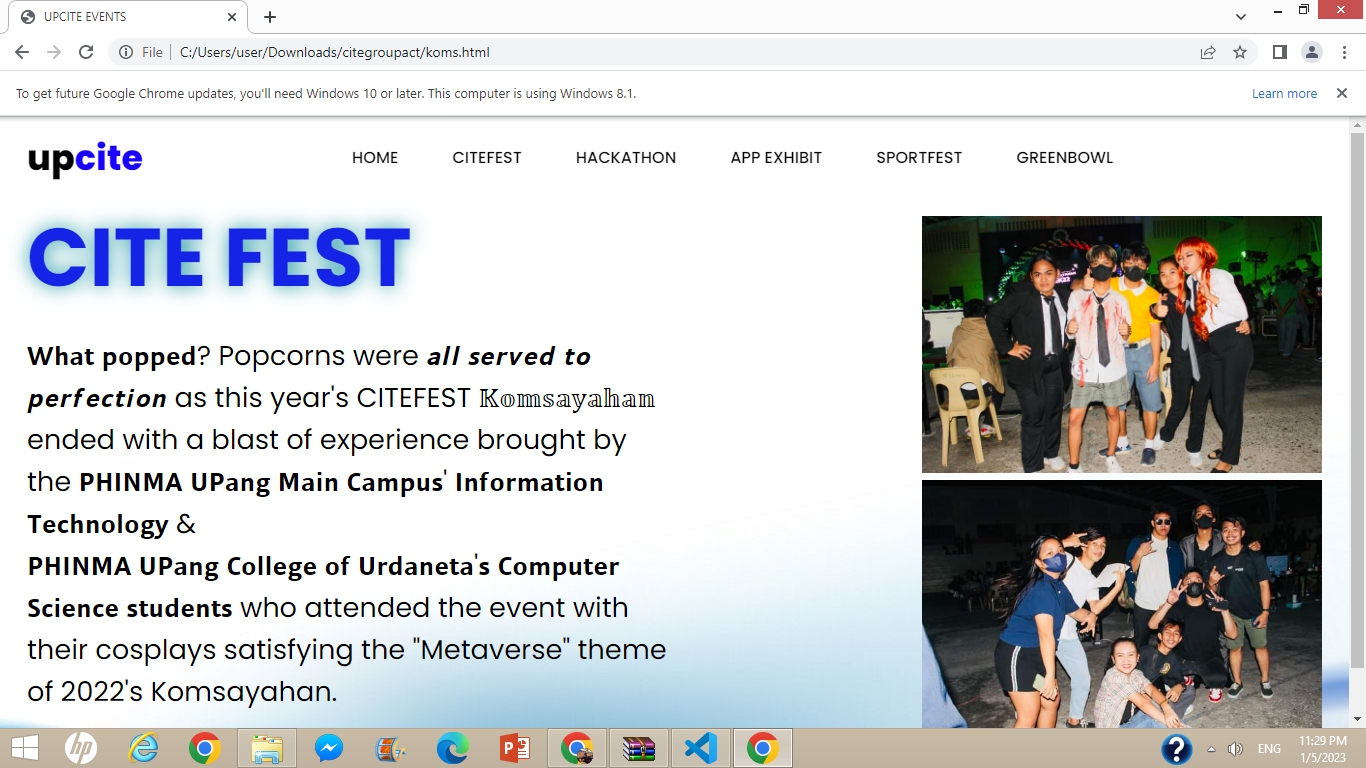 UPCITE EVENTS
File C:/Users/user/Downloads/citegroupact/koms.html
To get future Google Chrome updates, you'll need Windows 10 or later. This computer is using Windows 8.1. Learn more
upcite HOME CITEFEST HACKATHON APP EXHIBIT SPORTFEST GREENBOWL
CITE FEST
What popped? Popcorns were all served to
perfection as this year's CITEFEST 𝕂𝕠𝕞𝕤𝕒𝕪𝕒𝕙𝕒𝕟
ended with a blast of experience brought by
the PHINMA UPang Main Campus' Information
Technology &
PHINMA UPang College of Urdaneta's Computer
Science students who attended the event with
their cosplays satisfying the "Metaverse" theme
of 2022's Komsayahan.
hp
ENG
11:29 PM
1/5/2023